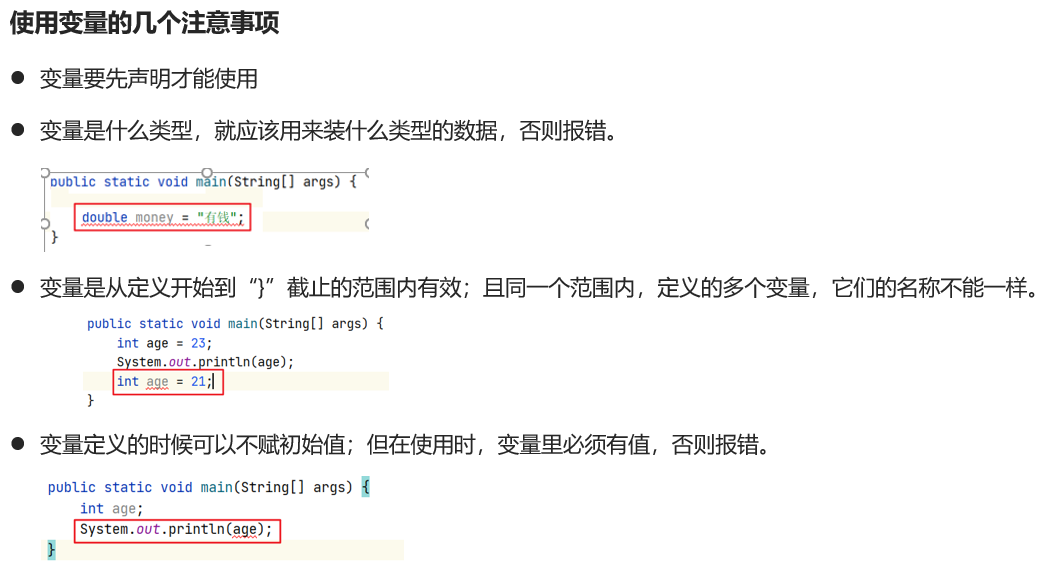 使用变量的几个注意事项
● 变量要先声明才能使用
● 变量是什么类型，就应该用来装什么类型的数据，否则报错。
public static void main(String[] args) {
double money = "有钱";
}
● 变量是从定义开始到“}”截止的范围内有效；且同一个范围内，定义的多个变量，它们的名称不能一样。
public static void main(String[] args) {
int age = 23;
System.out.println(age);
int age = 21;
}
● 变量定义的时候可以不赋初始值；但在使用时，变量里必须有值，否则报错。
public static void main(String[] args) {
int age;
System.out.println(age);
}